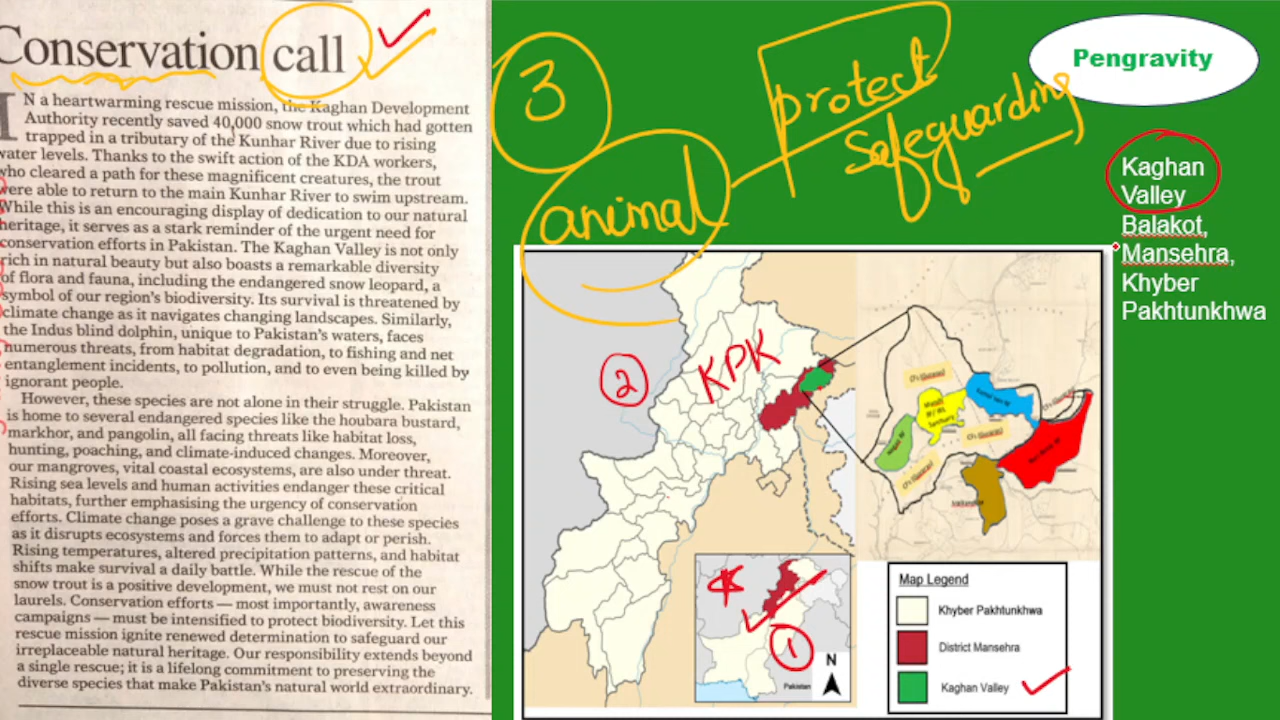 Conservation call
IN a heartwarming rescue mission, the Kaghan Development
Authority recently saved 40,000 snow trout which had gotten
trapped in a tributary of the Kunhar River due to rising
water levels. Thanks to the swift action of the KDA workers,
who cleared a path for these magnificent creatures, the trout
were able to return to the main Kunhar River to swim upstream.
While this is an encouraging display of dedication to our natural
heritage, it serves as a stark reminder of the urgent need for
conservation efforts in Pakistan. The Kaghan Valley is not only
rich in natural beauty but also boasts a remarkable diversity
of flora and fauna, including the endangered snow leopard, a
symbol of our region's biodiversity. Its survival is threatened by
climate change as it navigates changing landscapes. Similarly,
the Indus blind dolphin, unique to Pakistan's waters, faces
numerous threats, from habitat degradation, to fishing and net
entanglement incidents, to pollution, and to even being killed by
ignorant people.
However, these species are not alone in their struggle. Pakistan
is home to several endangered species like the houbara bustard,
markhor, and pangolin, all facing threats like habitat loss,
hunting, poaching, and climate-induced changes. Moreover,
our mangroves, vital coastal ecosystems, are also under threat.
Rising sea levels and human activities endanger these critical
habitats, further emphasising the urgency of conservation
efforts. Climate change poses a grave challenge to these species
as it disrupts ecosystems and forces them to adapt or perish.
Rising temperatures, altered precipitation patterns, and habitat
shifts make survival a daily battle. While the rescue of the
snow trout is a positive development, we must not rest on our
laurels. Conservation efforts — most importantly, awareness
campaigns — must be intensified to protect biodiversity. Let this
rescue mission ignite renewed determination to safeguard our
irreplaceable natural heritage. Our responsibility extends beyond
a single rescue; it is a lifelong commitment to preserving the
diverse species that make Pakistan's natural world extraordinary.
3
protect
safeguarding
animal
Pengravity
Kaghan
Valley
Balakot,
Mansehra,
Khyber
Pakhtunkhwa
2
KPK
1
Pakistan
N
Map Legend
Khyber Pakhtunkhwa
District Mansehra
Kaghan Valley